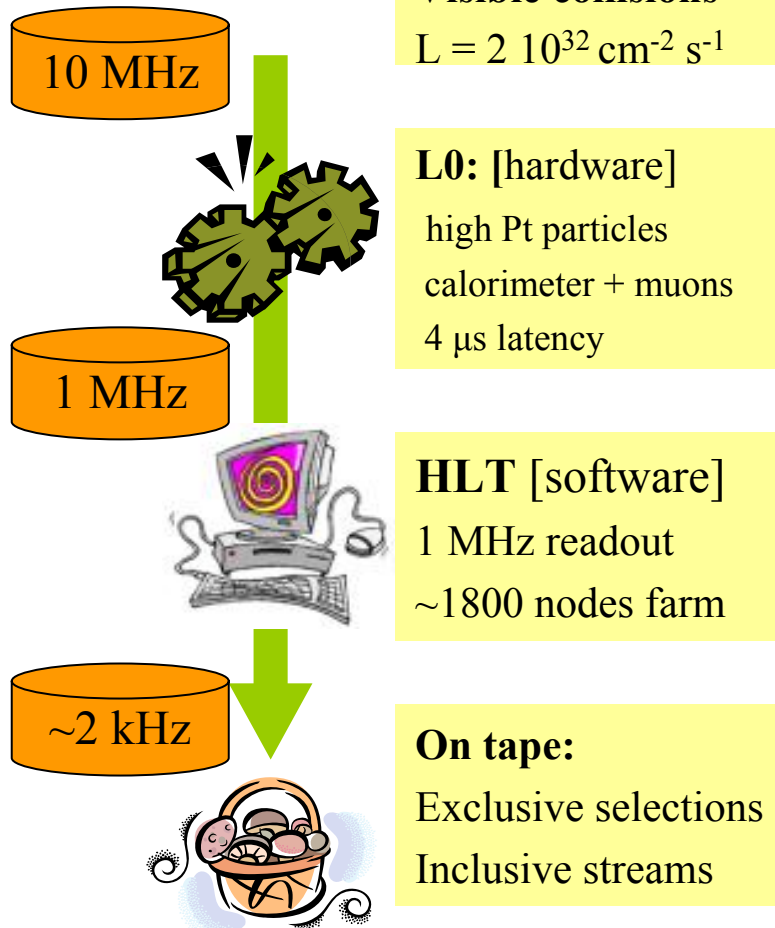 10 MHz
L = 2 10³² cm⁻² s⁻¹
L0: [hardware]
high Pt particles
calorimeter + muons
4 μs latency
1 MHz
HLT [software]
1 MHz readout
~1800 nodes farm
~2 kHz
On tape:
Exclusive selections
Inclusive streams